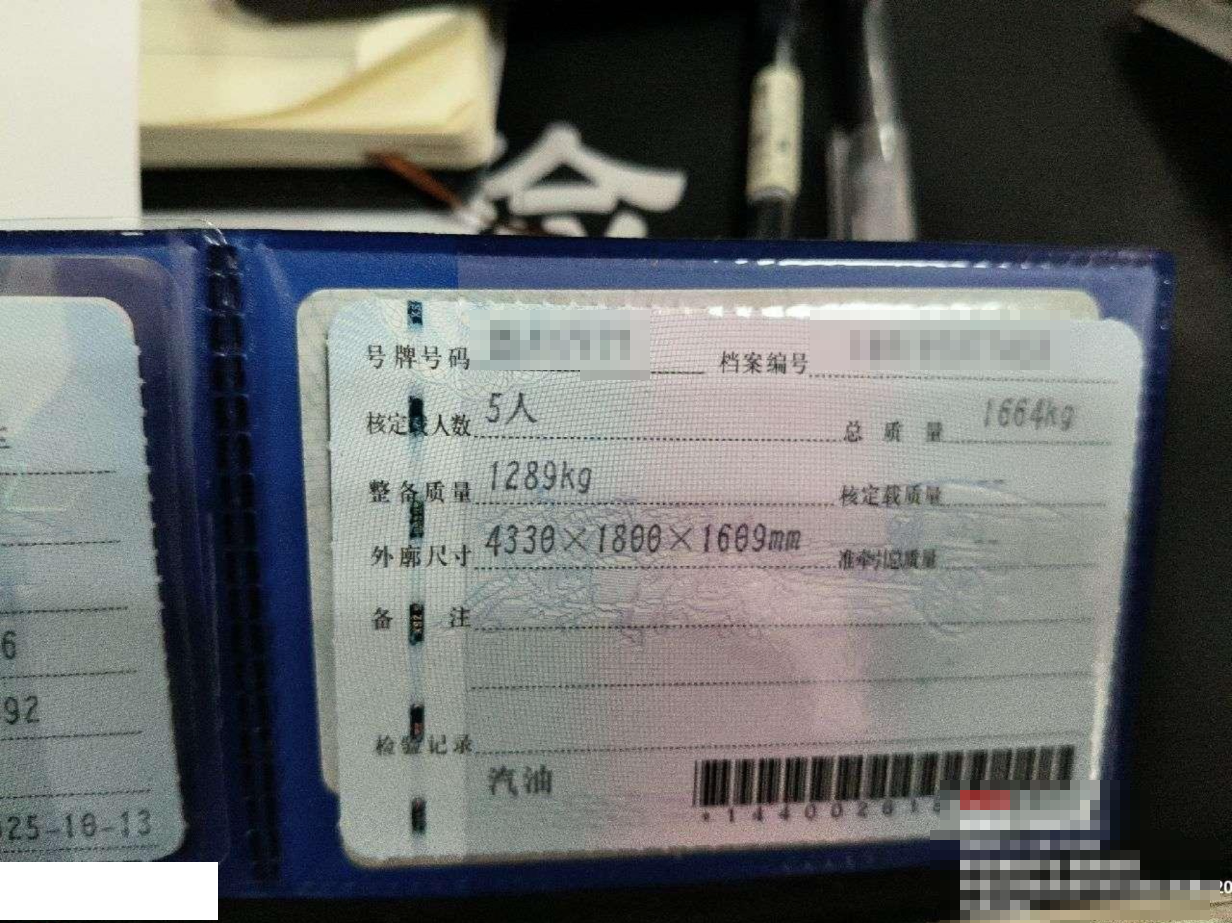 号牌号码
档案编号
核定载人数 5人
总质量 1664kg
整备质量 1289kg
核定载质量 --
外廓尺寸 4330×1800×1609mm
准牵引总质量 --
备注
检验记录
汽油
*14400261
6
92
25-10-13
20